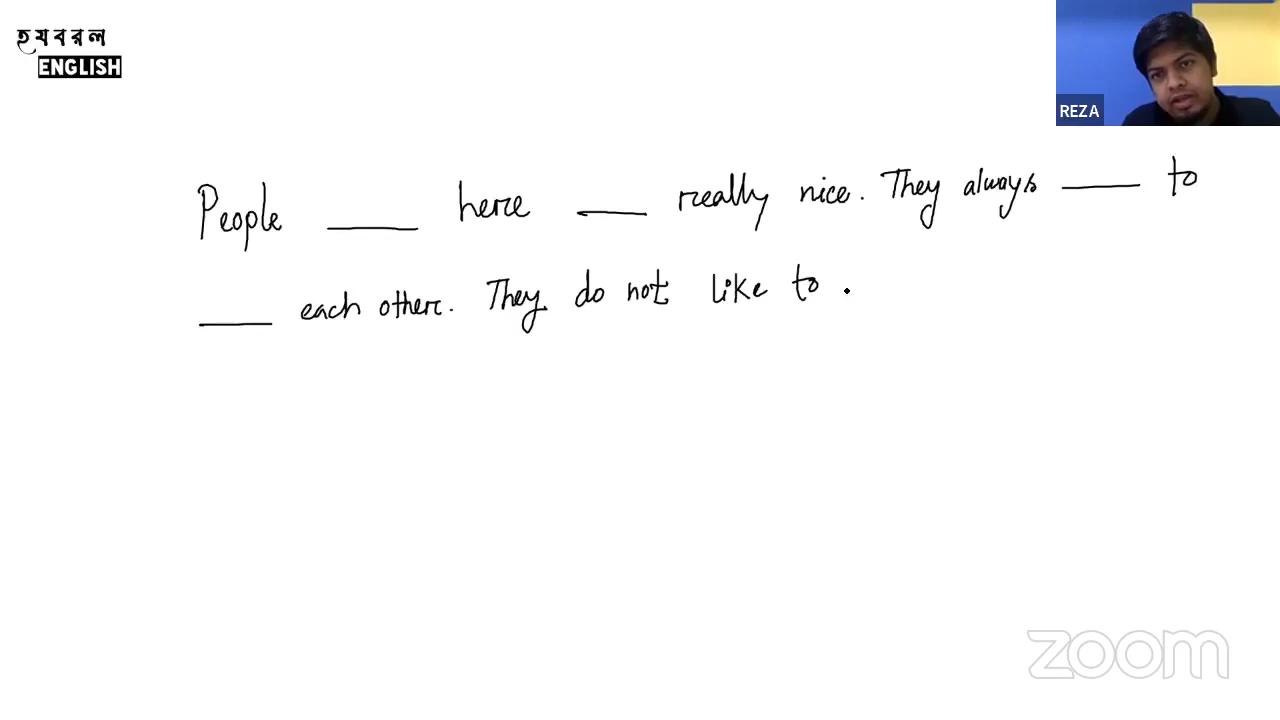 হ য ব র ল
ENGLISH
REZA
People ____ here ____ really nice. They always ____ to
____ each other. They do not like to
zoom